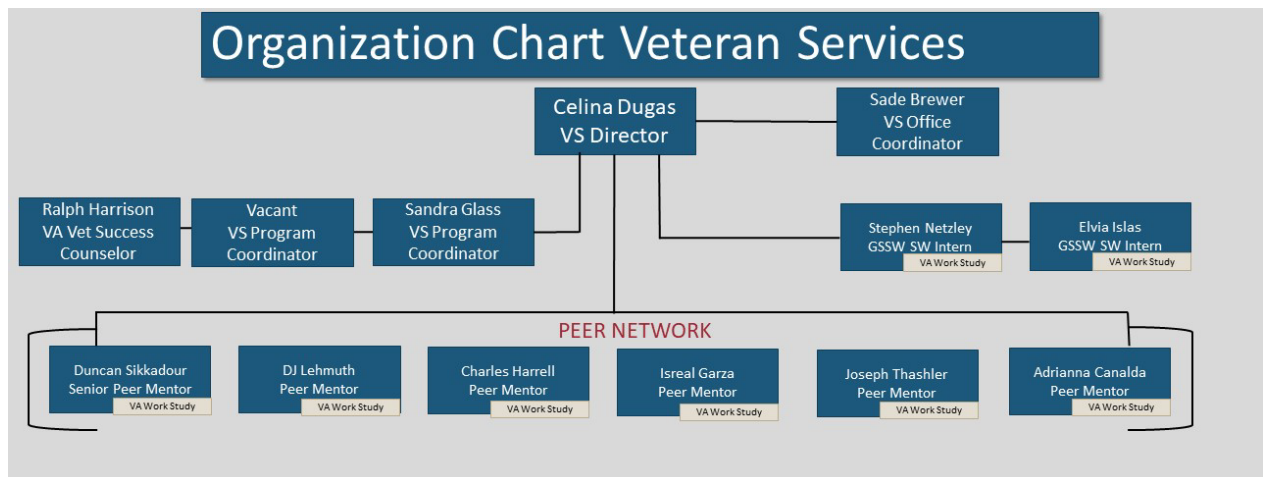 Organization Chart Veteran Services
Celina Dugas
VS Director
Sade Brewer
VS Office
Coordinator
Ralph Harrison
VA Vet Success
Counselor
Vacant
VS Program
Coordinator
Sandra Glass
VS Program
Coordinator
Stephen Netzley
GSSW SW Intern
VA Work Study
Elvia Islas
GSSW SW Intern
VA Work Study
PEER NETWORK
Duncan Sikkadour
Senior Peer Mentor
VA Work Study
DJ Lehmuth
Peer Mentor
VA Work Study
Charles Harrell
Peer Mentor
VA Work Study
Isreal Garza
Peer Mentor
VA Work Study
Joseph Thashler
Peer Mentor
VA Work Study
Adrianna Canalda
Peer Mentor
VA Work Study